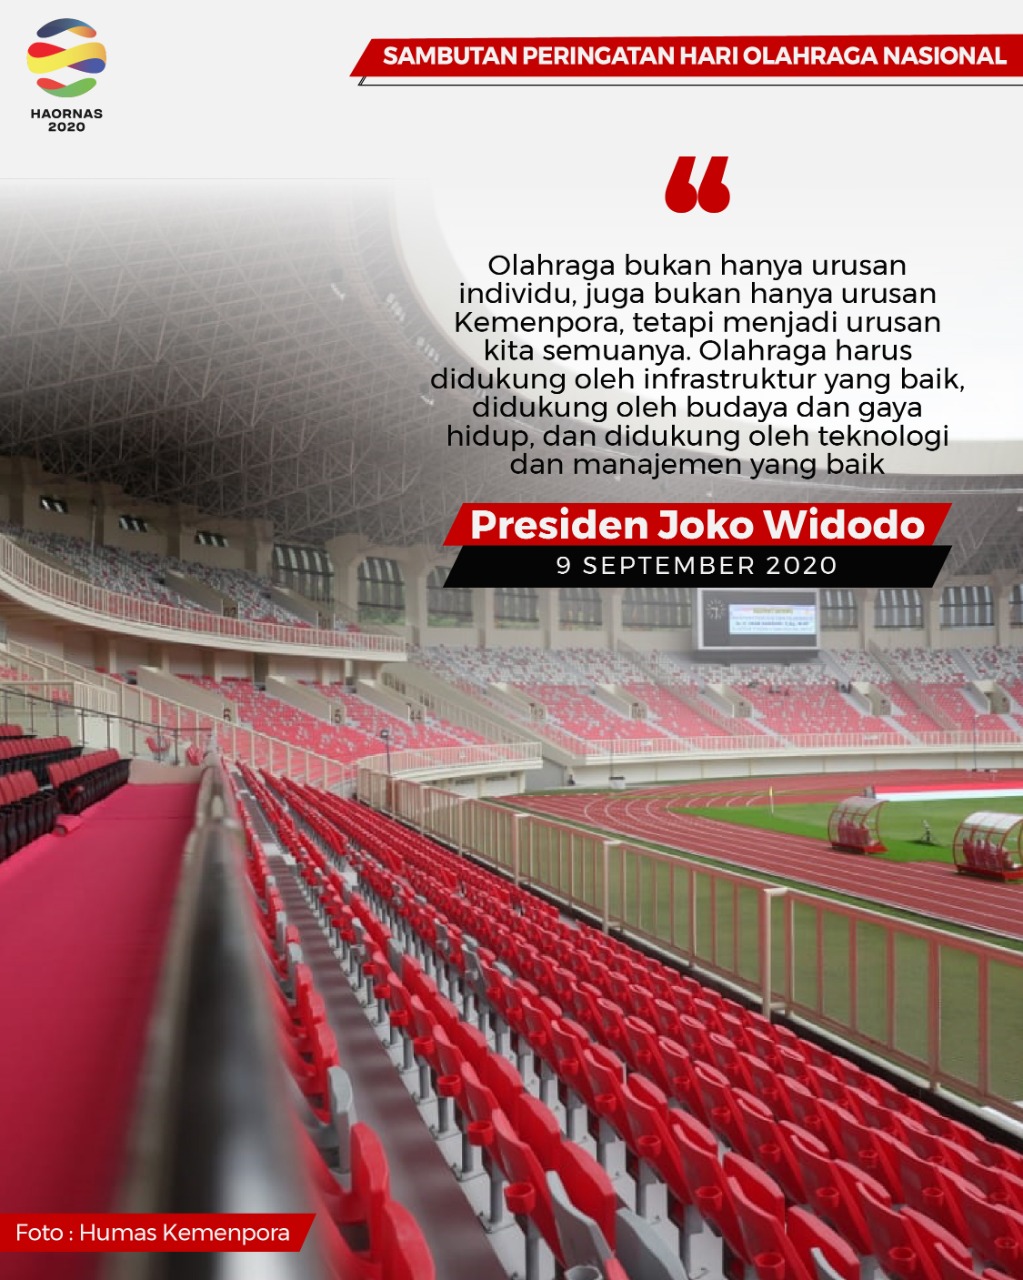 HAORNAS
2020
SAMBUTAN PERINGATAN HARI OLAHRAGA NASIONAL
“
Olahraga bukan hanya urusan
individu, juga bukan hanya urusan
Kemenpora, tetapi menjadi urusan
kita semuanya. Olahraga harus
didukung oleh infrastruktur yang baik,
didukung oleh budaya dan gaya
hidup, dan didukung oleh teknologi
dan manajemen yang baik
Presiden Joko Widodo
9 SEPTEMBER 2020
Foto : Humas Kemenpora